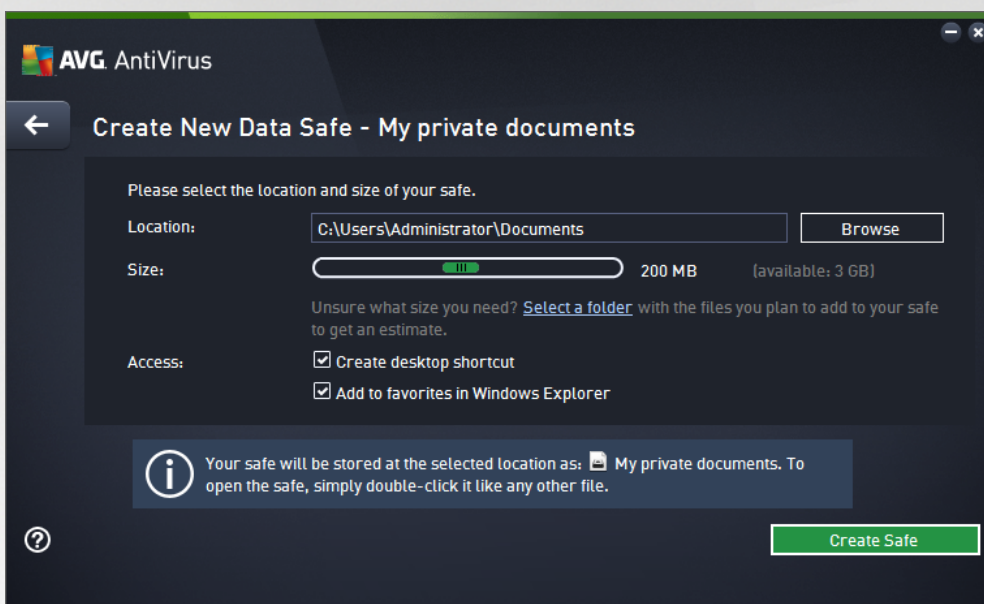 AVG. AntiVirus
Create New Data Safe - My private documents
Please select the location and size of your safe.
Location: C:\Users\Administrator\Documents Browse
Size: 200 MB (available: 3 GB)
Unsure what size you need? Select a folder with the files you plan to add to your safe
to get an estimate.
Access: Create desktop shortcut
Add to favorites in Windows Explorer
Your safe will be stored at the selected location as: My private documents. To
open the safe, simply double-click it like any other file.
Create Safe